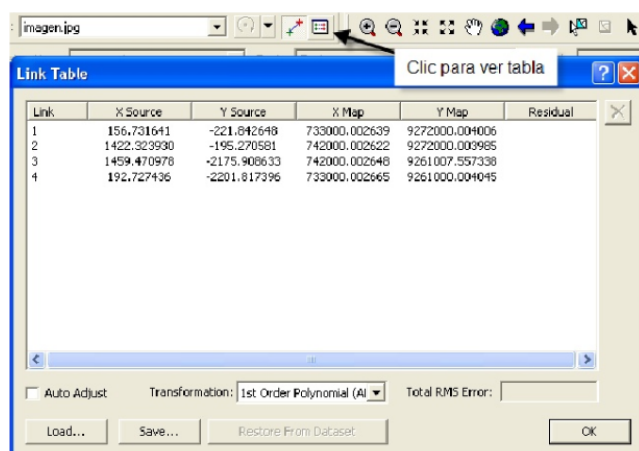 imagen.jpg
Clic para ver tabla
Link Table
Link X Source Y Source X Map Y Map Residual
1 156.731641 -221.842648 733000.002639 9272000.004006
2 1422.323930 -195.270581 742000.002622 9272000.003985
3 1459.470978 -2175.908633 742000.002648 9261007.557338
4 192.727436 -2201.817396 733000.002665 9261000.004045
Auto Adjust Transformation: 1st Order Polynomial (Af Total RMS Error:
Load... Save... Restore From Dataset OK